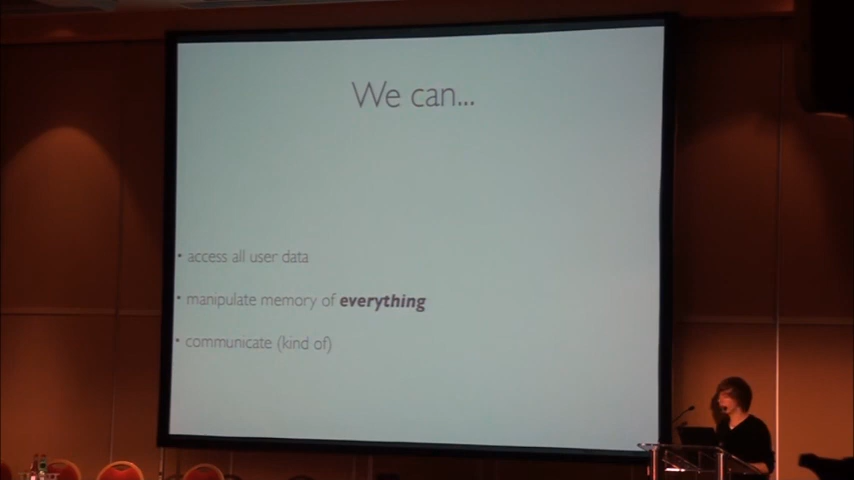 We can...
• access all user data
• manipulate memory of everything
• communicate (kind of)